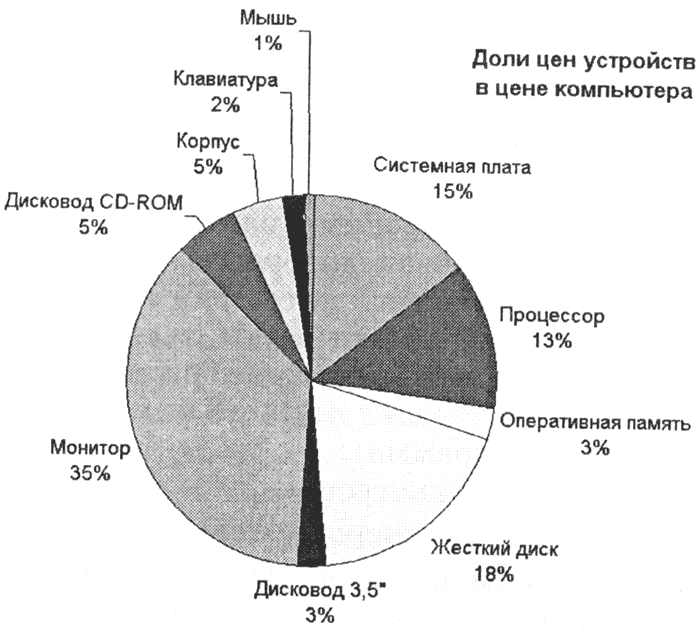 Мышь
1%
Доли цен устройств
в цене компьютера
Клавиатура
2%
Корпус
5%
Системная плата
15%
Дисковод CD-ROM
5%
Процессор
13%
Оперативная память
3%
Монитор
35%
Жесткий диск
18%
Дисковод 3,5"
3%